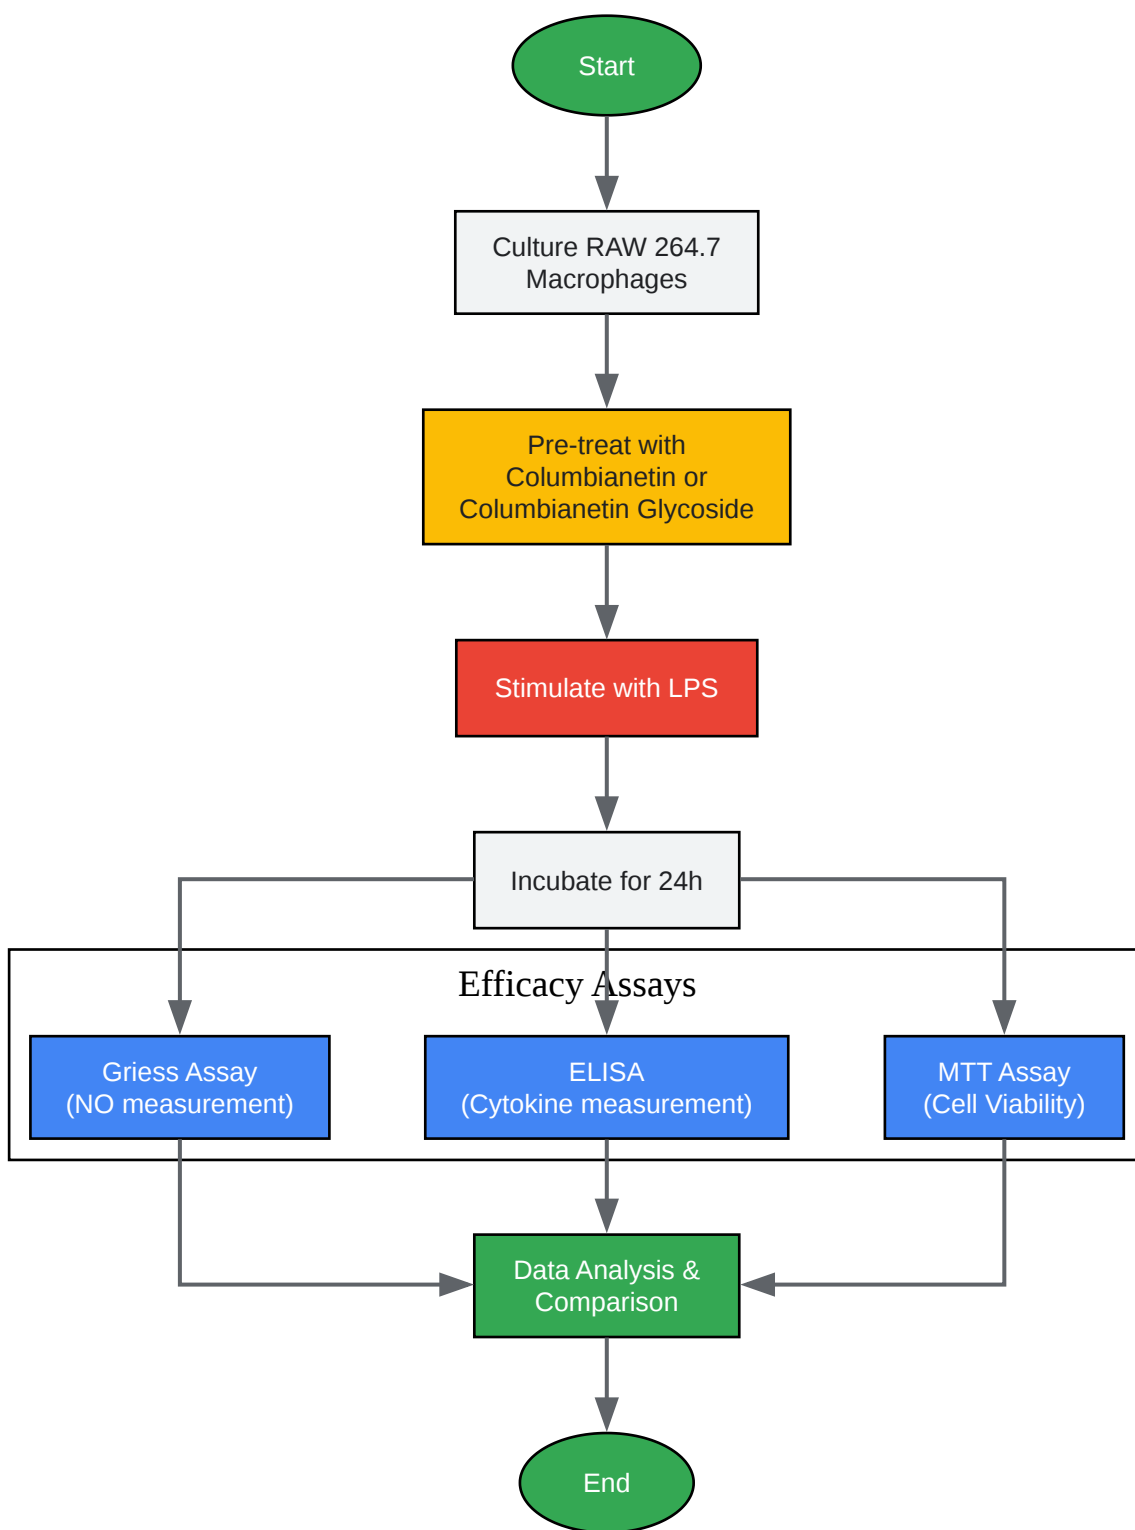 Start
Culture RAW 264.7
Macrophages
Pre-treat with
Columbianetin or
Columbianetin Glycoside
Stimulate with LPS
Incubate for 24h
Efficacy Assays
Griess Assay
(NO measurement)
ELISA
(Cytokine measurement)
MTT Assay
(Cell Viability)
Data Analysis &
Comparison
End